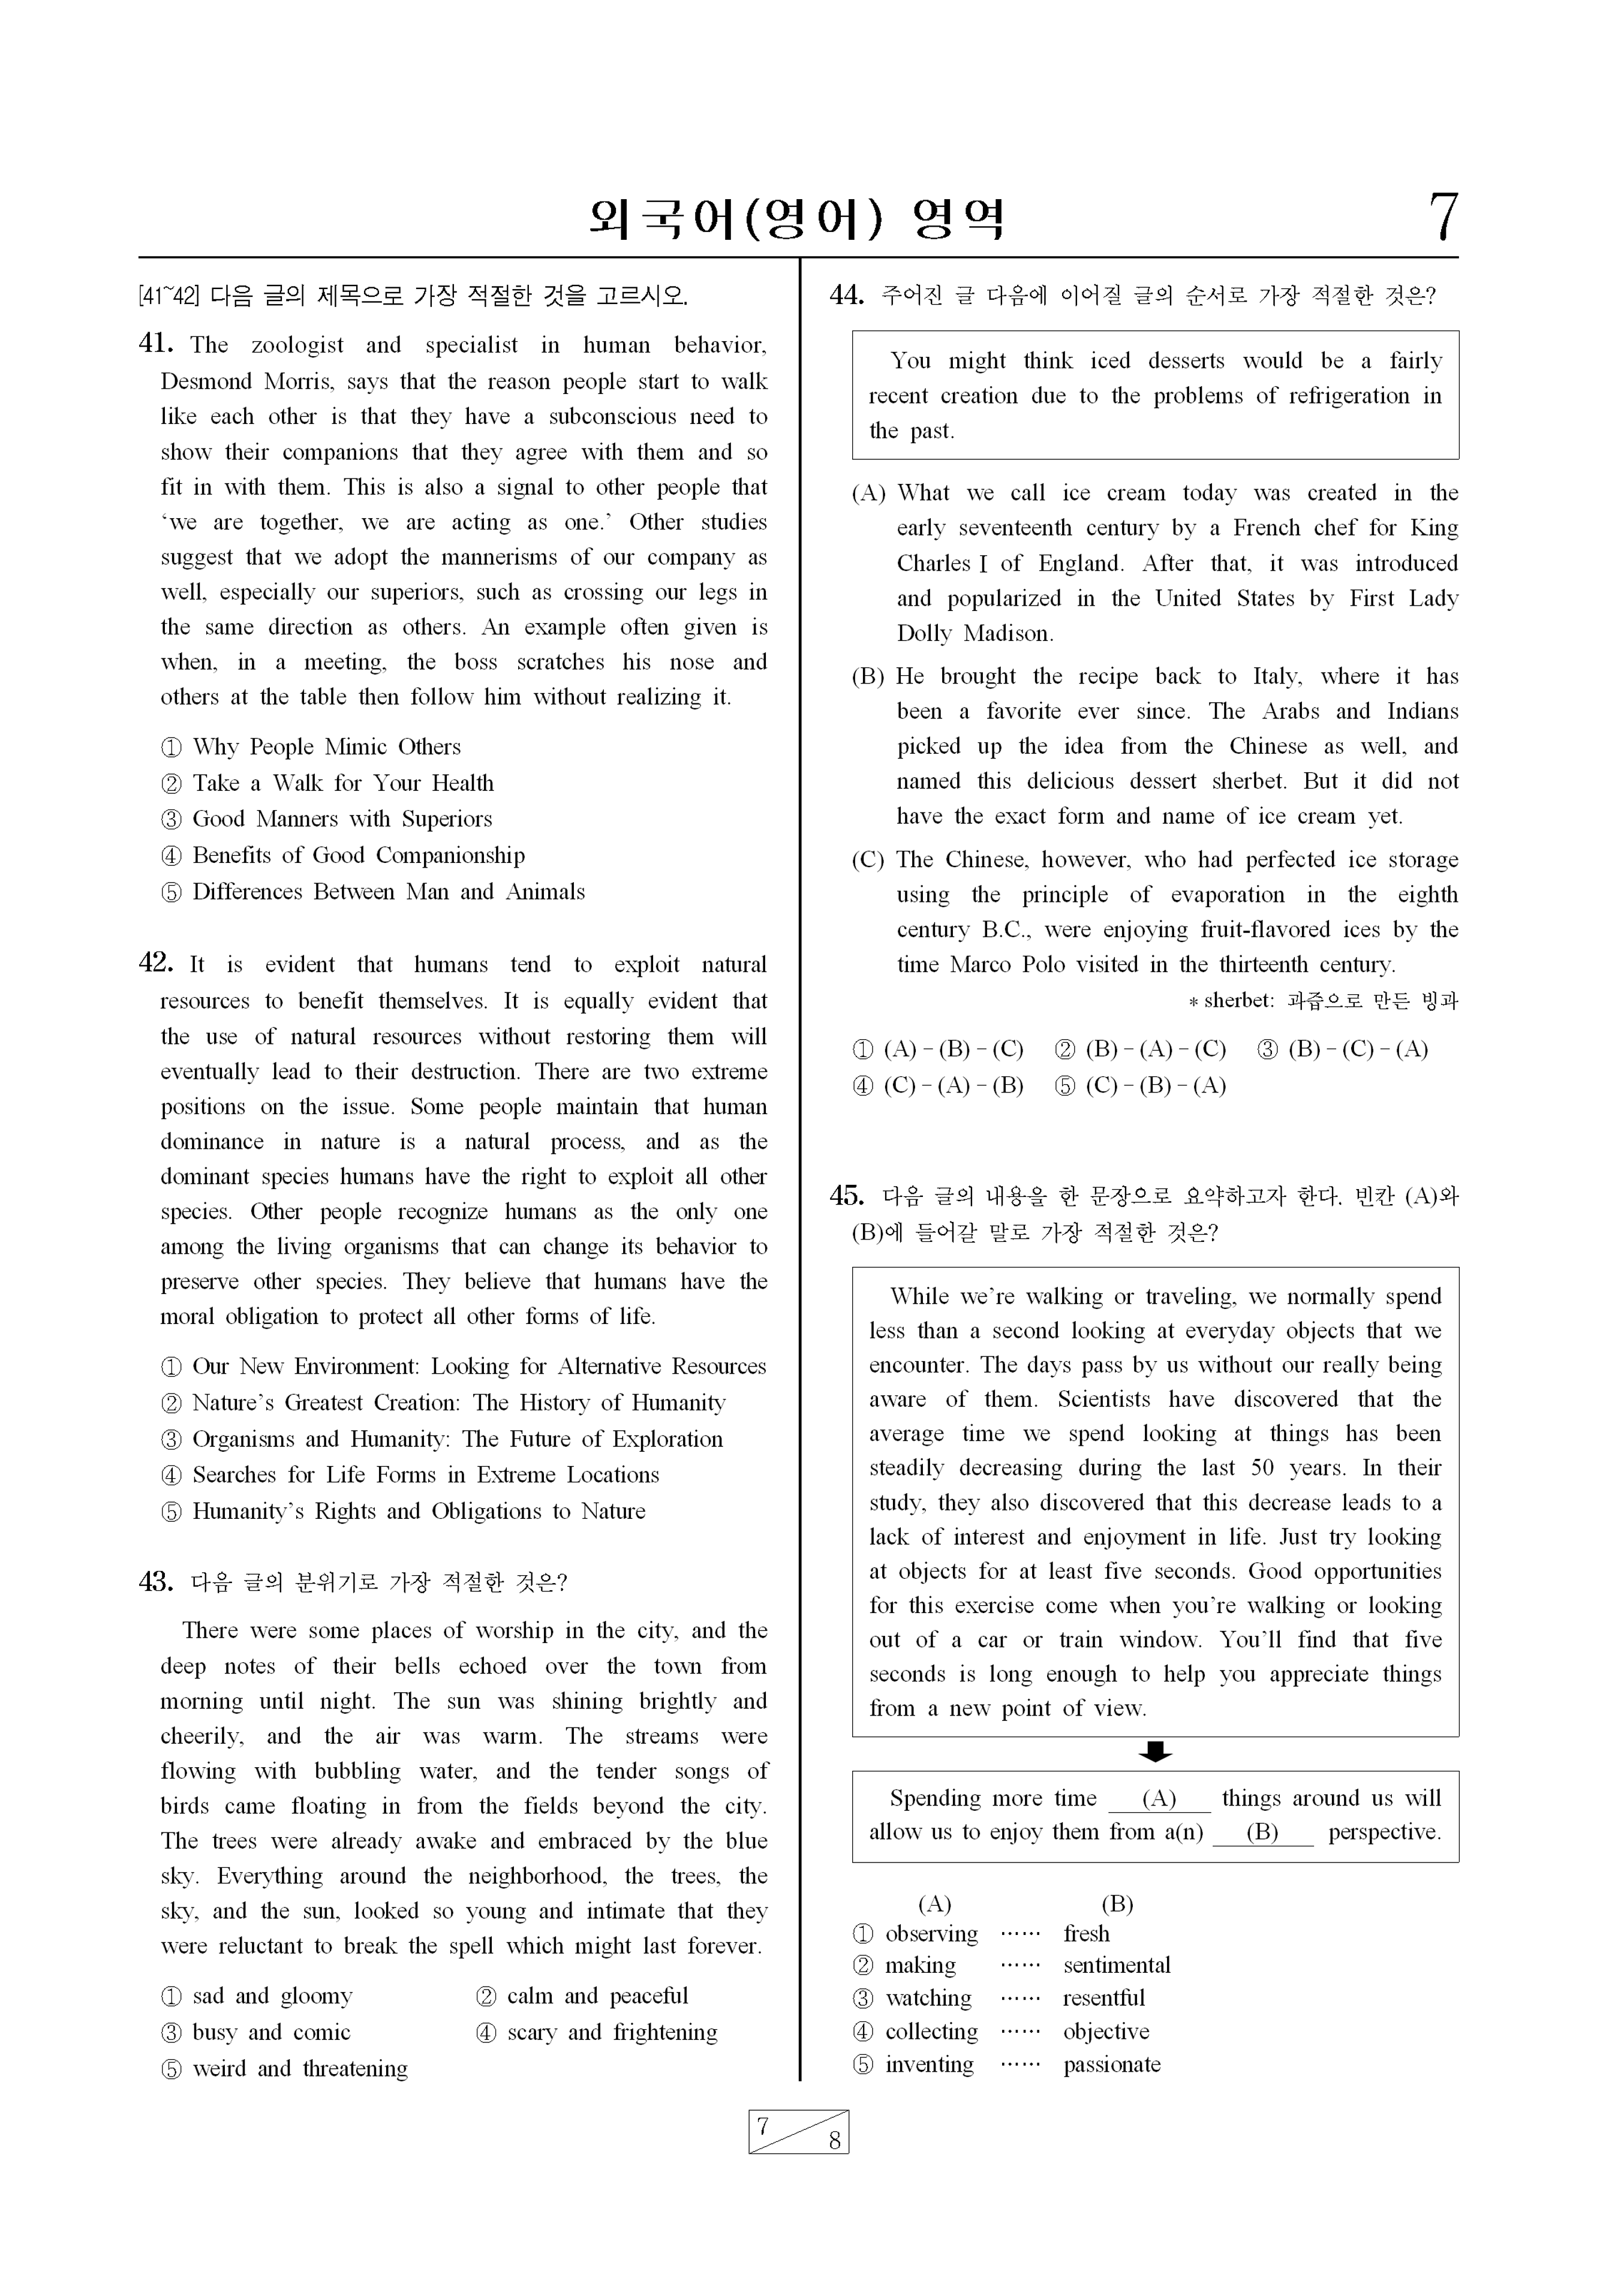 외국어(영어) 영역
7
[41~42] 다음 글의 제목으로 가장 적절한 것을 고르시오.
41. The zoologist and specialist in human behavior,
Desmond Morris, says that the reason people start to walk
like each other is that they have a subconscious need to
show their companions that they agree with them and so
fit in with them. This is also a signal to other people that
‘we are together, we are acting as one.’ Other studies
suggest that we adopt the mannerisms of our company as
well, especially our superiors, such as crossing our legs in
the same direction as others. An example often given is
when, in a meeting, the boss scratches his nose and
others at the table then follow him without realizing it.
① Why People Mimic Others
② Take a Walk for Your Health
③ Good Manners with Superiors
④ Benefits of Good Companionship
⑤ Differences Between Man and Animals
42. It is evident that humans tend to exploit natural
resources to benefit themselves. It is equally evident that
the use of natural resources without restoring them will
eventually lead to their destruction. There are two extreme
positions on the issue. Some people maintain that human
dominance in nature is a natural process, and as the
dominant species humans have the right to exploit all other
species. Other people recognize humans as the only one
among the living organisms that can change its behavior to
preserve other species. They believe that humans have the
moral obligation to protect all other forms of life.
① Our New Environment: Looking for Alternative Resources
② Nature’s Greatest Creation: The History of Humanity
③ Organisms and Humanity: The Future of Exploration
④ Searches for Life Forms in Extreme Locations
⑤ Humanity’s Rights and Obligations to Nature
43. 다음 글의 분위기로 가장 적절한 것은?
There were some places of worship in the city, and the
deep notes of their bells echoed over the town from
morning until night. The sun was shining brightly and
cheerily, and the air was warm. The streams were
flowing with bubbling water, and the tender songs of
birds came floating in from the fields beyond the city.
The trees were already awake and embraced by the blue
sky. Everything around the neighborhood, the trees, the
sky, and the sun, looked so young and intimate that they
were reluctant to break the spell which might last forever.
① sad and gloomy ② calm and peaceful
③ busy and comic ④ scary and frightening
⑤ weird and threatening
44. 주어진 글 다음에 이어질 글의 순서로 가장 적절한 것은?
You might think iced desserts would be a fairly
recent creation due to the problems of refrigeration in
the past.
(A) What we call ice cream today was created in the
early seventeenth century by a French chef for King
Charles Ⅰ of England. After that, it was introduced
and popularized in the United States by First Lady
Dolly Madison.
(B) He brought the recipe back to Italy, where it has
been a favorite ever since. The Arabs and Indians
picked up the idea from the Chinese as well, and
named this delicious dessert sherbet. But it did not
have the exact form and name of ice cream yet.
(C) The Chinese, however, who had perfected ice storage
using the principle of evaporation in the eighth
century B.C., were enjoying fruit-flavored ices by the
time Marco Polo visited in the thirteenth century.
* sherbet: 과즙으로 만든 빙과
① (A)－(B)－(C) ② (B)－(A)－(C) ③ (B)－(C)－(A)
④ (C)－(A)－(B) ⑤ (C)－(B)－(A)
45. 다음 글의 내용을 한 문장으로 요약하고자 한다. 빈칸 (A)와
(B)에 들어갈 말로 가장 적절한 것은?
While we’re walking or traveling, we normally spend
less than a second looking at everyday objects that we
encounter. The days pass by us without our really being
aware of them. Scientists have discovered that the
average time we spend looking at things has been
steadily decreasing during the last 50 years. In their
study, they also discovered that this decrease leads to a
lack of interest and enjoyment in life. Just try looking
at objects for at least five seconds. Good opportunities
for this exercise come when you’re walking or looking
out of a car or train window. You’ll find that five
seconds is long enough to help you appreciate things
from a new point of view.
Spending more time (A) things around us will
allow us to enjoy them from a(n) (B) perspective.
(A) (B)
① observing ······ fresh
② making ······ sentimental
③ watching ······ resentful
④ collecting ······ objective
⑤ inventing ······ passionate
7
8